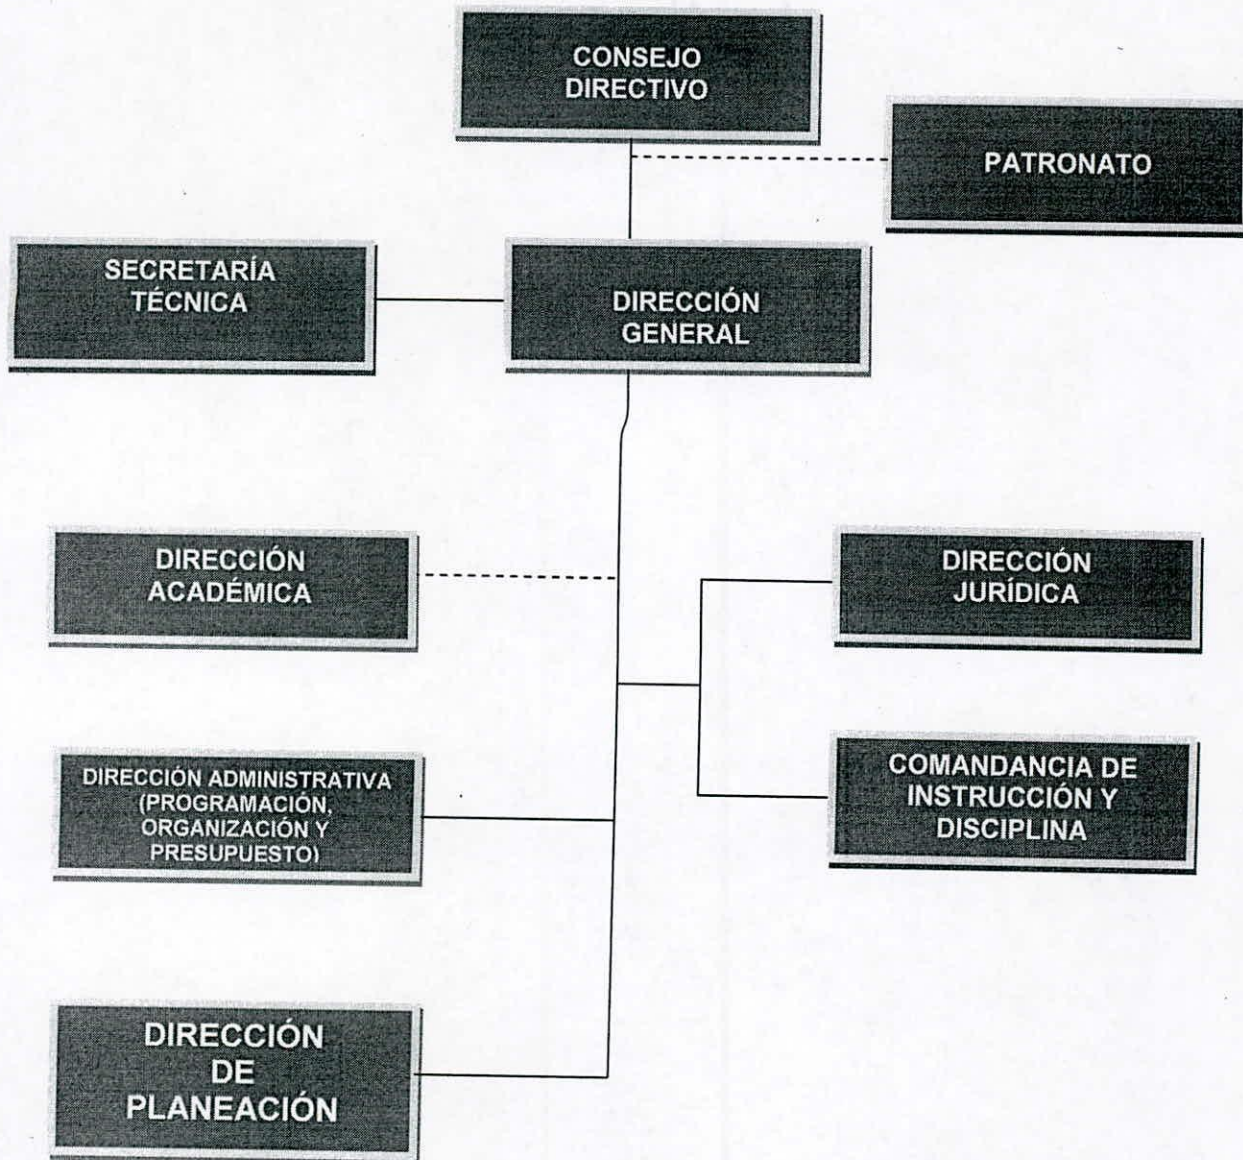 CONSEJO
DIRECTIVO
PATRONATO
SECRETARÍA
TÉCNICA
DIRECCIÓN
GENERAL
DIRECCIÓN
ACADÉMICA
DIRECCIÓN
JURÍDICA
DIRECCIÓN ADMINISTRATIVA
(PROGRAMACIÓN,
ORGANIZACIÓN Y
PRESUPUESTO)
COMANDANCIA DE
INSTRUCCIÓN Y
DISCIPLINA
DIRECCIÓN
DE
PLANEACIÓN